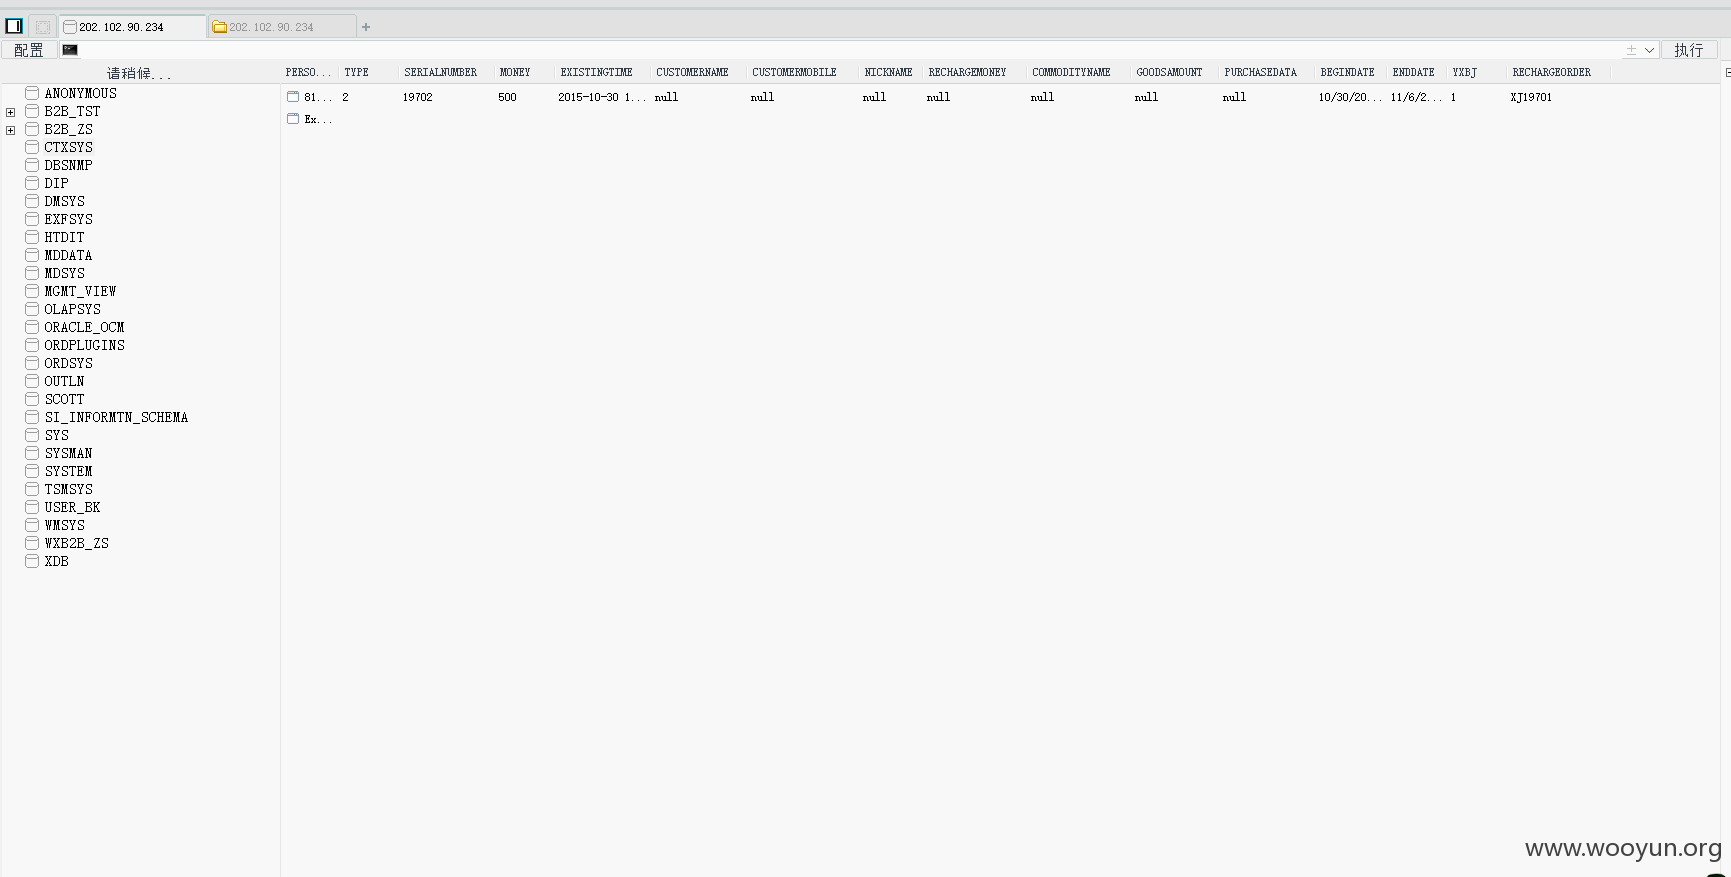 202.102.90.234
202.102.90.234
配置
执行
请稍候...
PERSO... TYPE SERIALNUMBER MONEY EXISTINGTIME CUSTOMERNAME CUSTOMERMOBILE NICKNAME RECHARGEMONEY COMMODITYNAME GOODSAMOUNT PURCHASEDATA BEGINDATE ENDDATE YXBJ RECHARGEORDER
81... 2 19702 500 2015-10-30 1... null null null null null null null 10/30/20... 11/6/2... 1 XJ19701
Ex...
ANONYMOUS
B2B_TST
B2B_ZS
CTXSYS
DBSNMP
DIP
DMSYS
EXFSYS
HTDIT
MDDATA
MDSYS
MGMT_VIEW
OLAPSYS
ORACLE_OCM
ORDPLUGINS
ORDSYS
OUTLN
SCOTT
SI_INFORMTN_SCHEMA
SYS
SYSMAN
SYSTEM
TSMSYS
USER_BK
WMSYS
WXB2B_ZS
XDB
www.wooyun.org